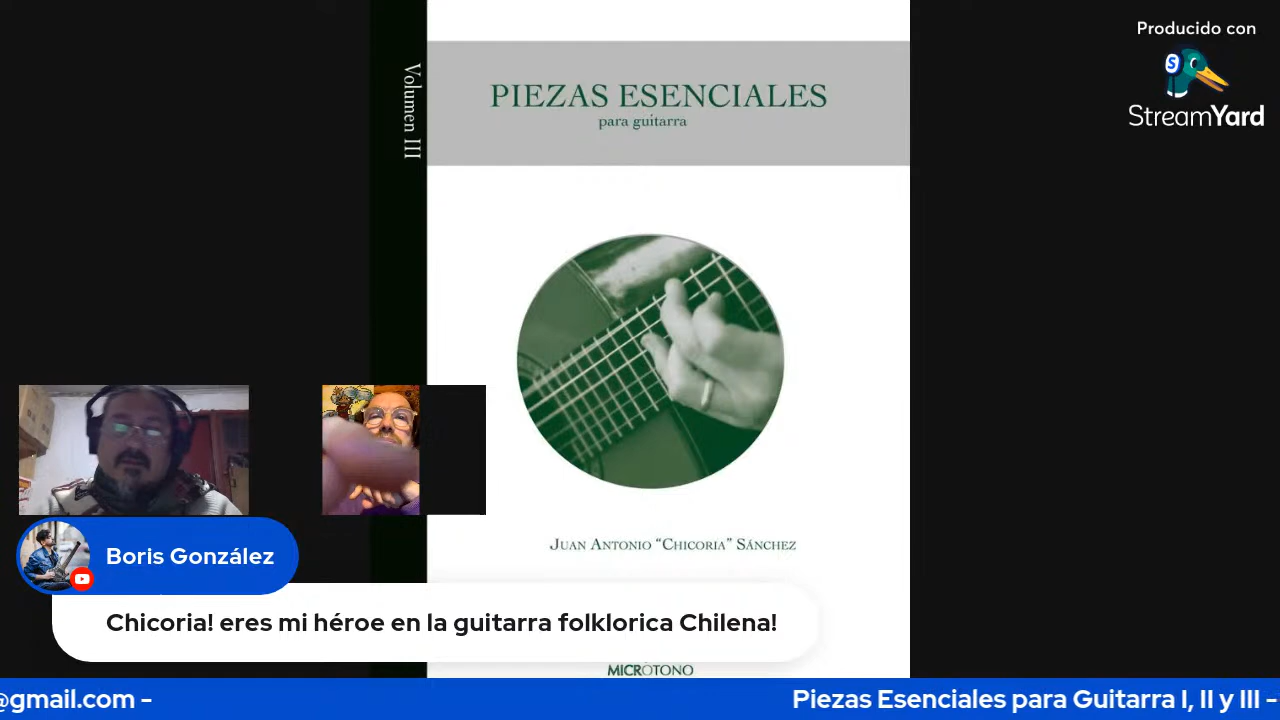 Producido con
StreamYard
Volumen III
PIEZAS ESENCIALES
para guitarra
JUAN ANTONIO “CHICORIA” SÁNCHEZ
Boris González
Chicoria! eres mi héroe en la guitarra folklorica Chilena!
MICRÓTONO
@gmail.com -
Piezas Esenciales para Guitarra I, II y III -